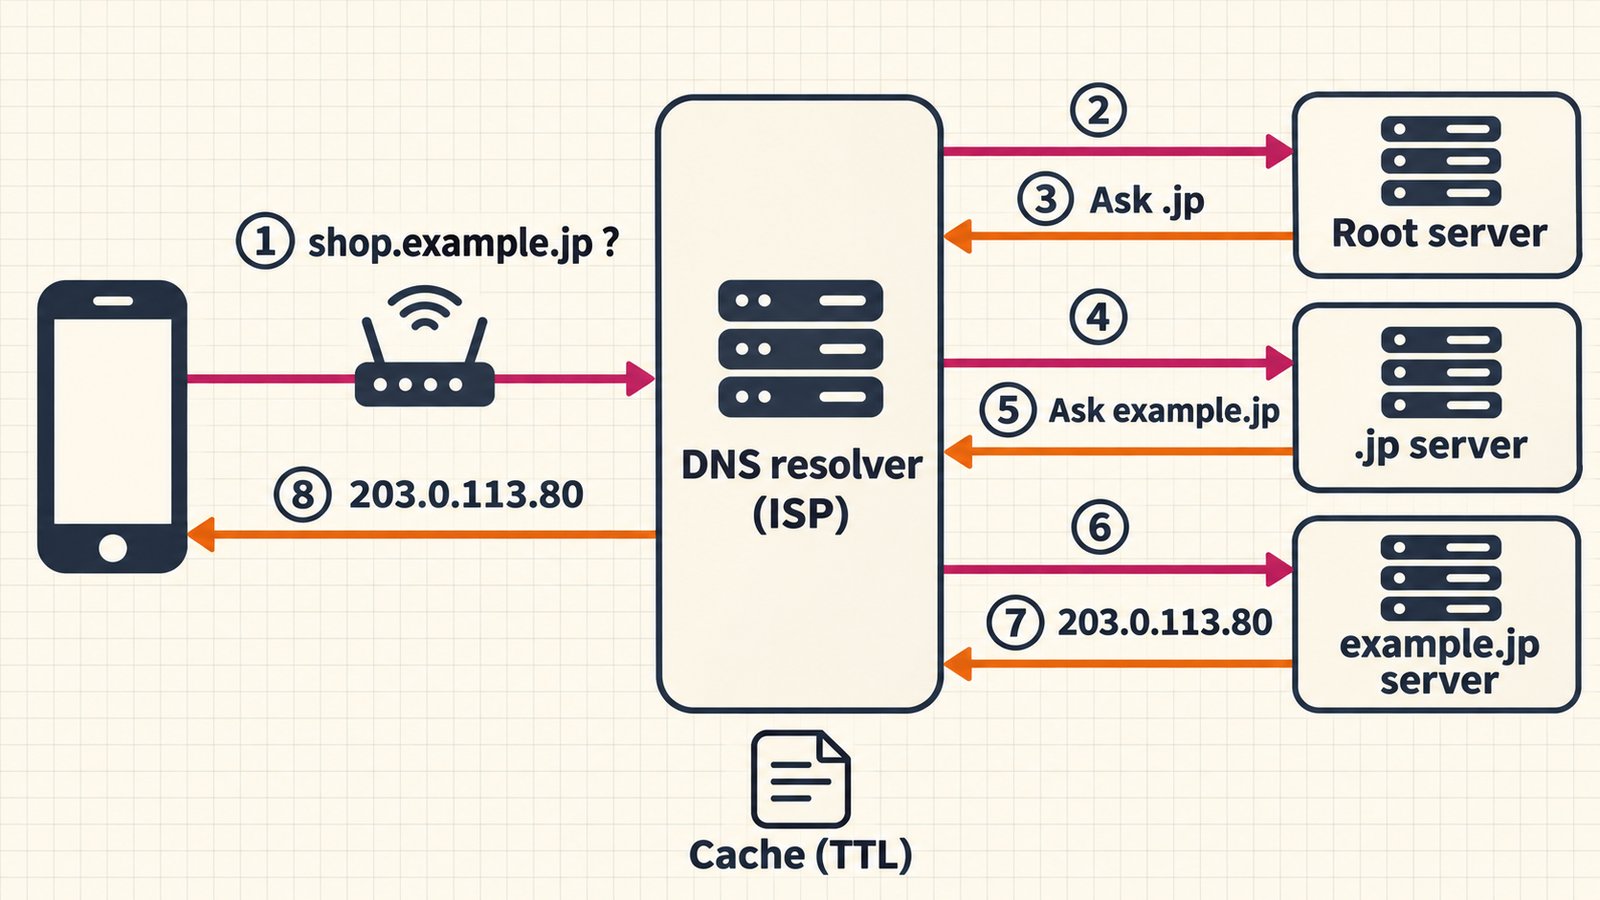 ① shop.example.jp ?
②
③ Ask .jp
Root server
④
⑤ Ask example.jp
.jp server
DNS resolver
(ISP)
⑥
⑦ 203.0.113.80
example.jp
server
⑧ 203.0.113.80
Cache (TTL)